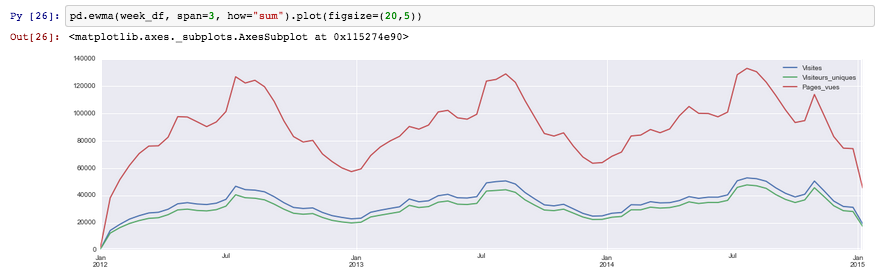 Py [26]: pd.ewma(week_df, span=3, how="sum").plot(figsize=(20,5))
Out[26]: <matplotlib.axes._subplots.AxesSubplot at 0x115274e90>
140000
120000
100000
80000
60000
40000
20000
0
Visites
Visiteurs_uniques
Pages_vues
Jan
2012
Jul
Jan
2013
Jul
Jan
2014
Jul
Jan
2015